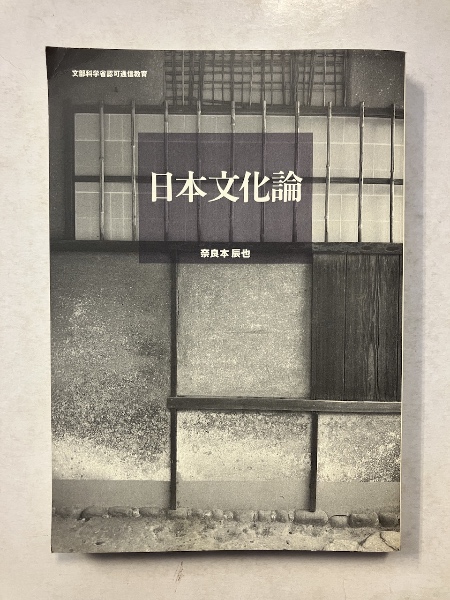 文部科学省認可通信教育
日本文化論
奈良本辰也